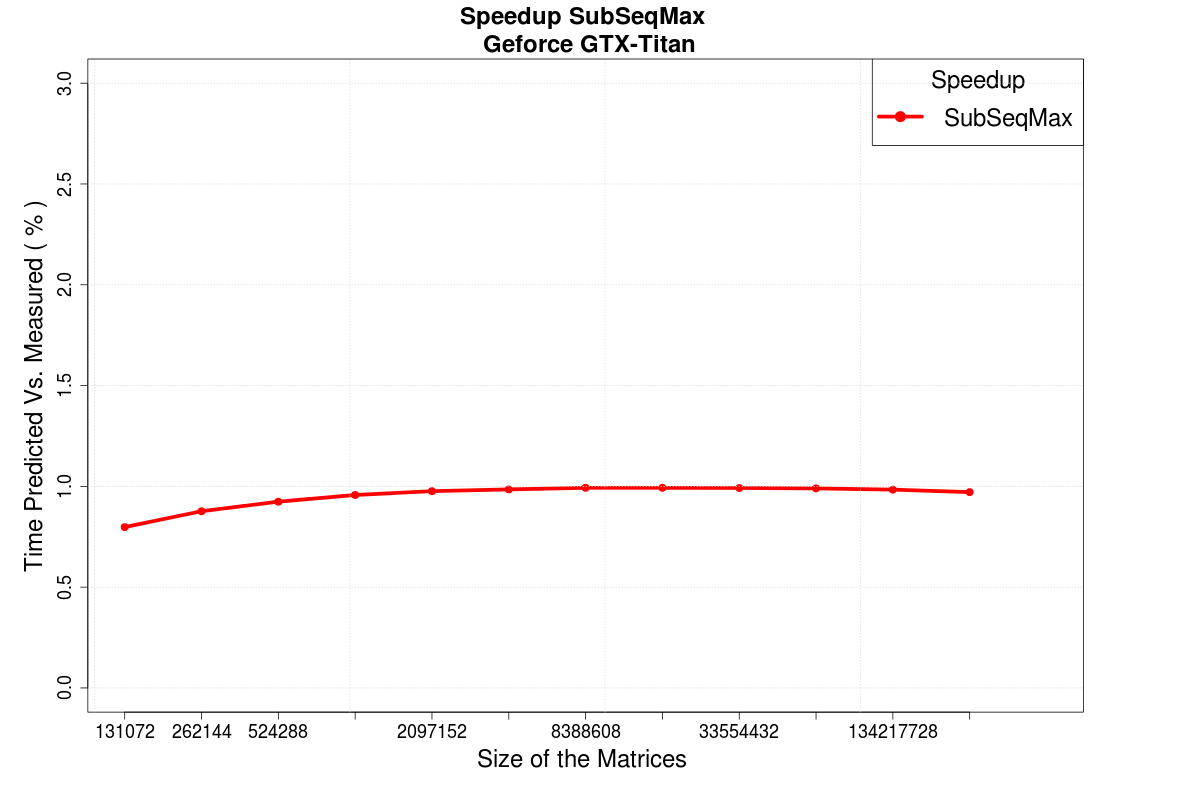 Speedup SubSeqMax
Geforce GTX-Titan
Speedup
SubSeqMax
Time Predicted Vs. Measured ( % )
3.0
2.5
2.0
1.5
1.0
0.5
0.0
131072 262144 524288 2097152 8388608 33554432 134217728
Size of the Matrices